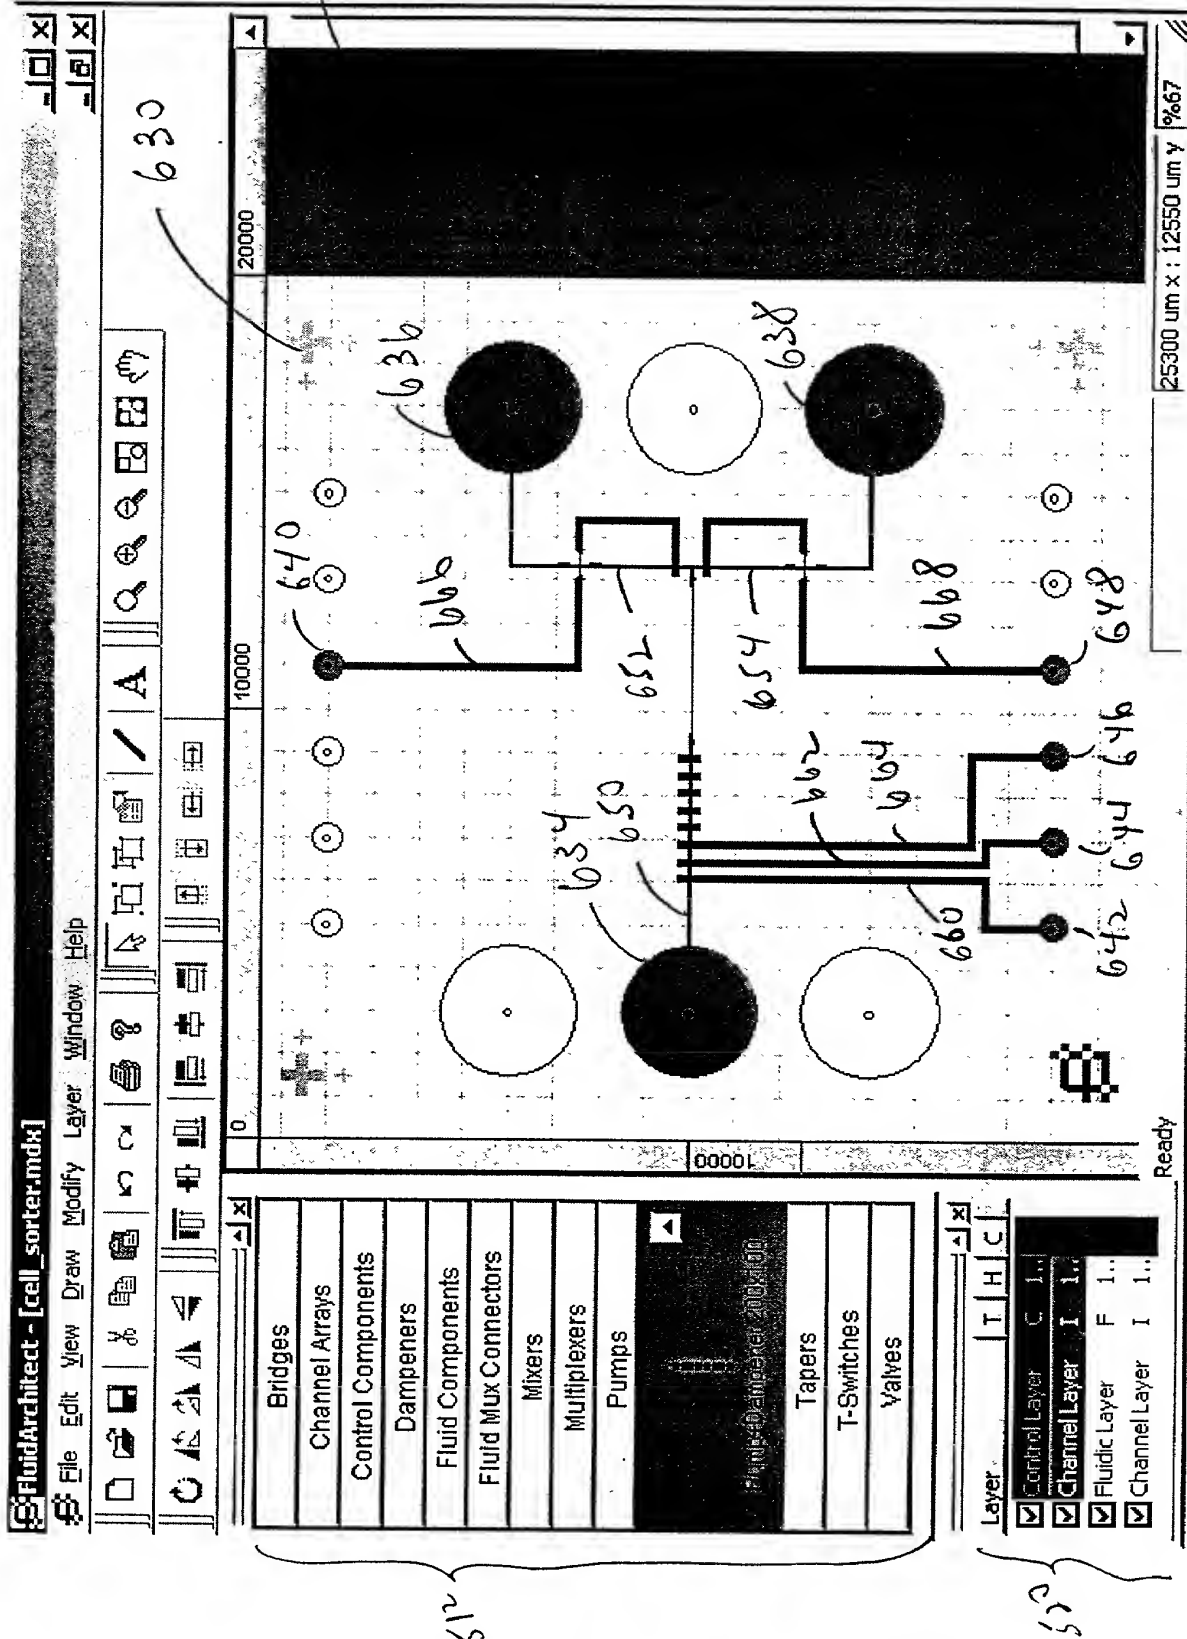 FluidArchitect - [cell_sorter.mdx]
File Edit View Draw Modify Layer Window Help
Bridges
Channel Arrays
Control Components
Dampeners
Fluid Components
Fluid Mux Connectors
Mixers
Multiplexers
Pumps
Tapers
T-Switches
Valves
Layer T H C
Control Layer C 1..
Channel Layer I 1..
Fluidic Layer F 1..
Channel Layer I 1..
0 10000 20000
10000
630
640
636
666
652
634
650
654
638
662
664
668
660
642
644
646
648
612
Ready
25300 um x : 12550 um y %67